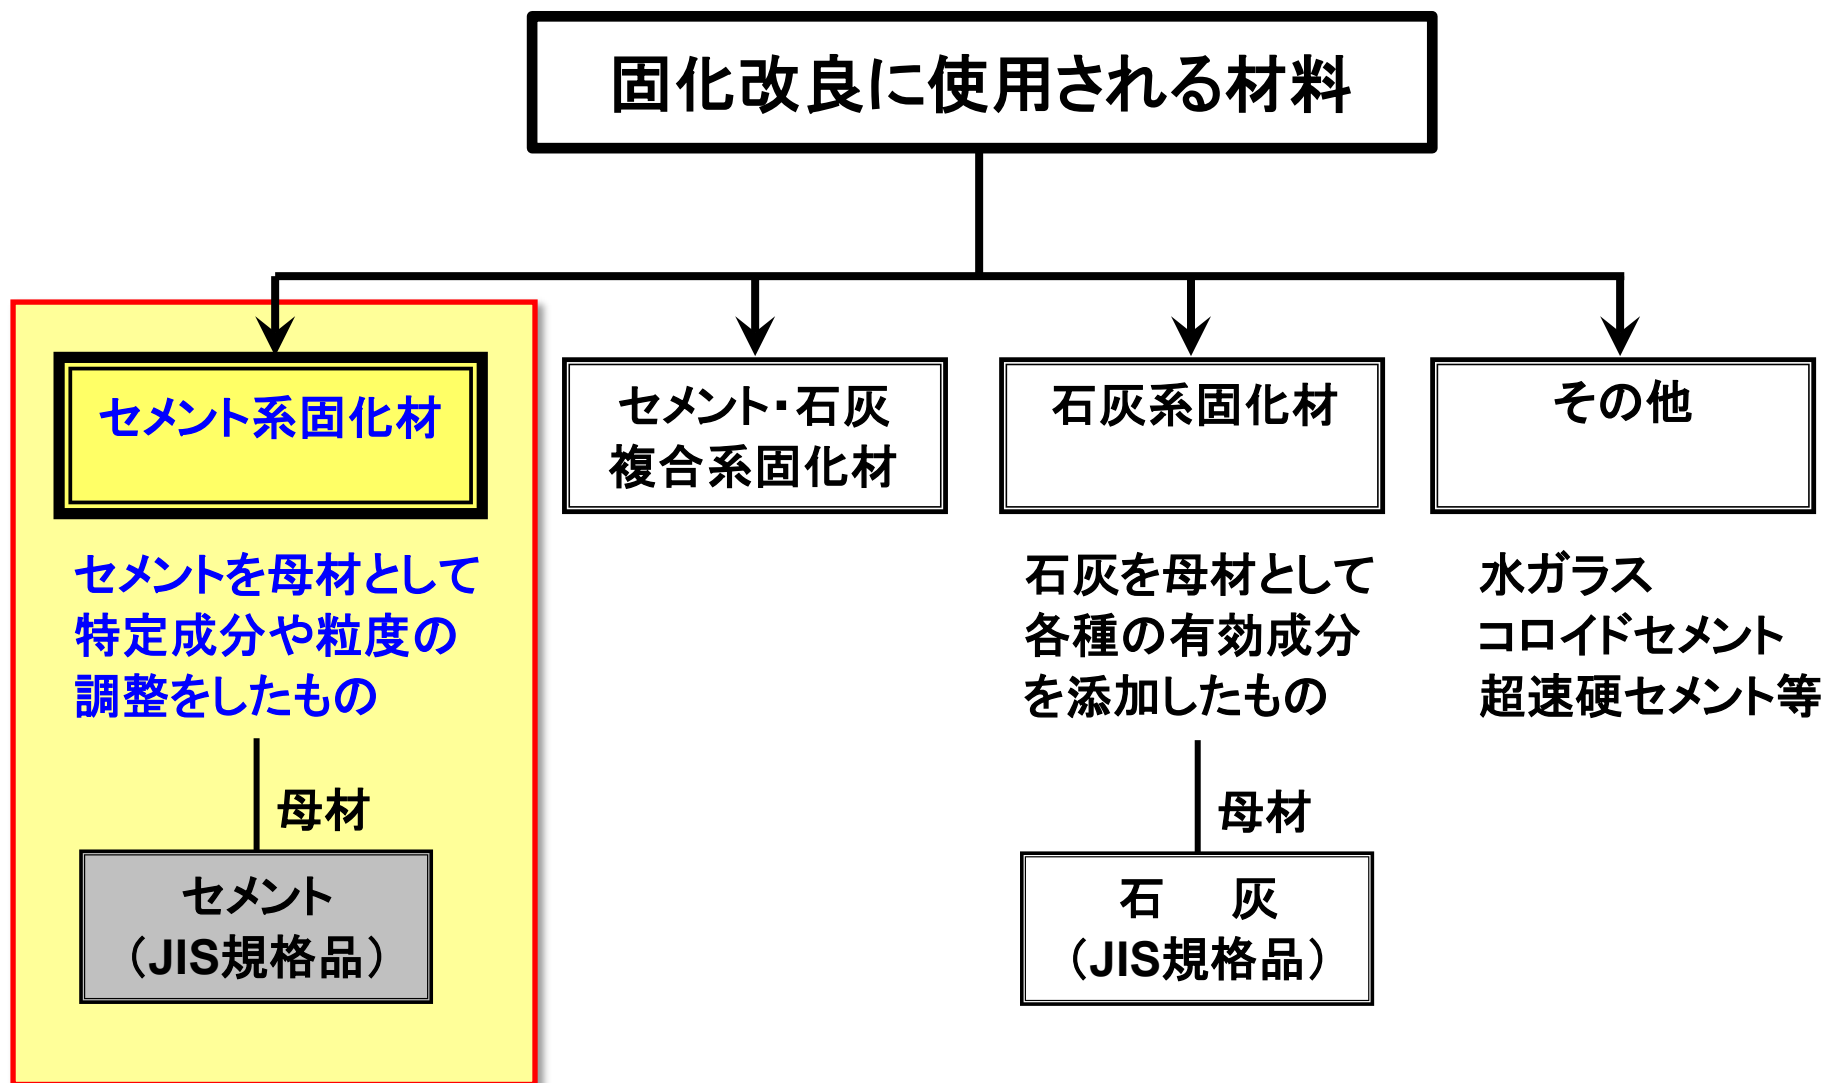 固化改良に使用される材料
セメント系固化材
セメント・石灰
複合系固化材
石灰系固化材
その他
セメントを母材として
特定成分や粒度の
調整をしたもの
石灰を母材として
各種の有効成分
を添加したもの
水ガラス
コロイドセメント
超速硬セメント等
母材
母材
セメント
（JIS規格品）
石　灰
（JIS規格品）